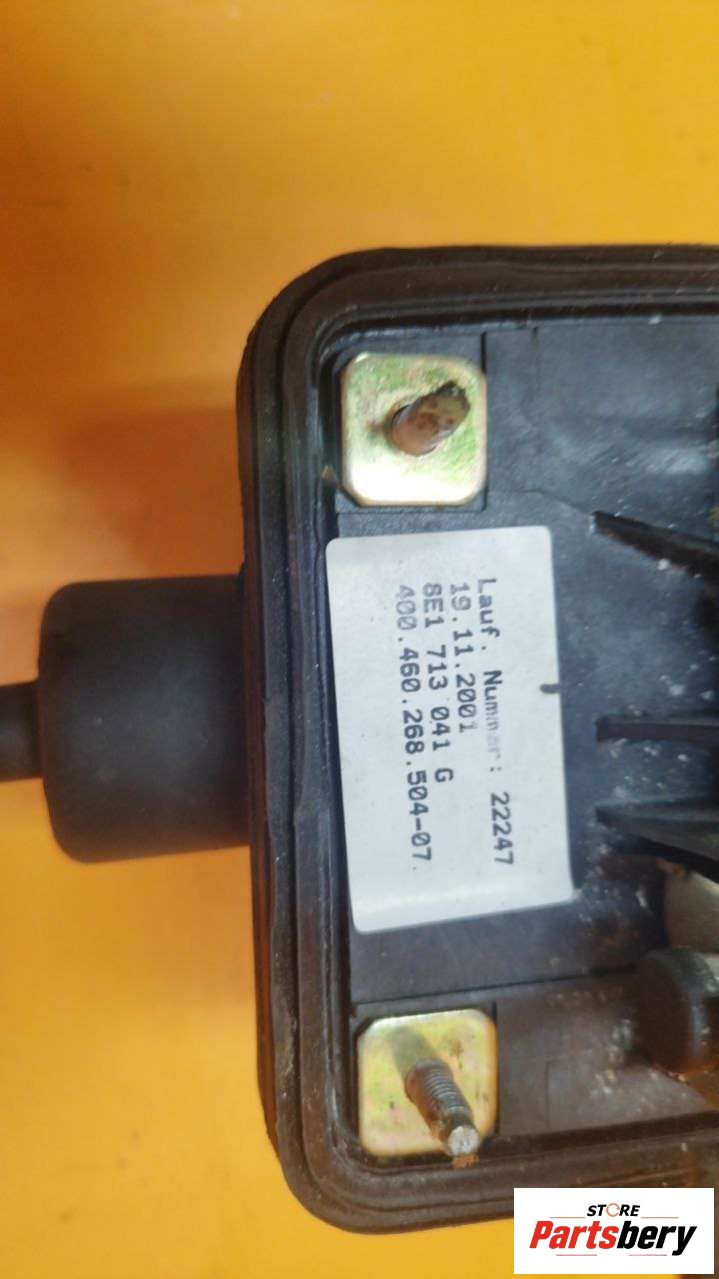 Lauf. Nummer: 22247
19.11.2001
8E1 713 041 G
400.460.268.504-07.
STORE
Partsbery